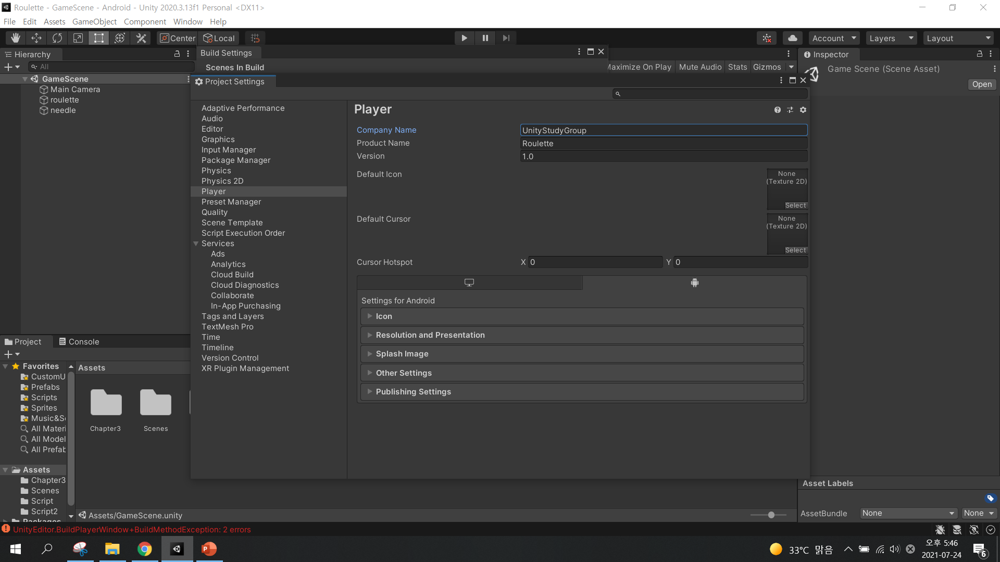 Roulette - GameScene - Android - Unity 2020.3.13f1 Personal <DX11>
File Edit Assets GameObject Component Window Help
Center Local Account Layers Layout
Hierarchy
All
GameScene
Main Camera
roulette
needle
Build Settings
Scenes In Build
On Play Mute Audio Stats Gizmos
Inspector
Game Scene (Scene Asset)
Open
Project Settings
Adaptive Performance
Audio
Editor
Graphics
Input Manager
Package Manager
Physics
Physics 2D
Player
Preset Manager
Quality
Scene Template
Script Execution Order
Services
Ads
Analytics
Cloud Build
Cloud Diagnostics
Collaborate
In-App Purchasing
Tags and Layers
TextMesh Pro
Time
Timeline
Version Control
XR Plugin Management
Player
Company Name UnityStudyGroup
Product Name Roulette
Version 1.0
Default Icon
None
(Texture 2D)
Select
Default Cursor
None
(Texture 2D)
Select
Cursor Hotspot X 0 Y 0
Settings for Android
Icon
Resolution and Presentation
Splash Image
Other Settings
Publishing Settings
Project Console
Favorites
CustomU
Prefabs
Scripts
Sprites
Music&S
All Materi
All Model
All Prefab
Assets
Chapter3
Scenes
Script
Script2
Packages
Assets
Chapter3 Scenes
Assets/GameScene.unity
Asset Labels
AssetBundle None None
UnityEditor.BuildPlayerWindow+BuildMethodException: 2 errors
33°C 맑음
오후 5:46
2021-07-24
6